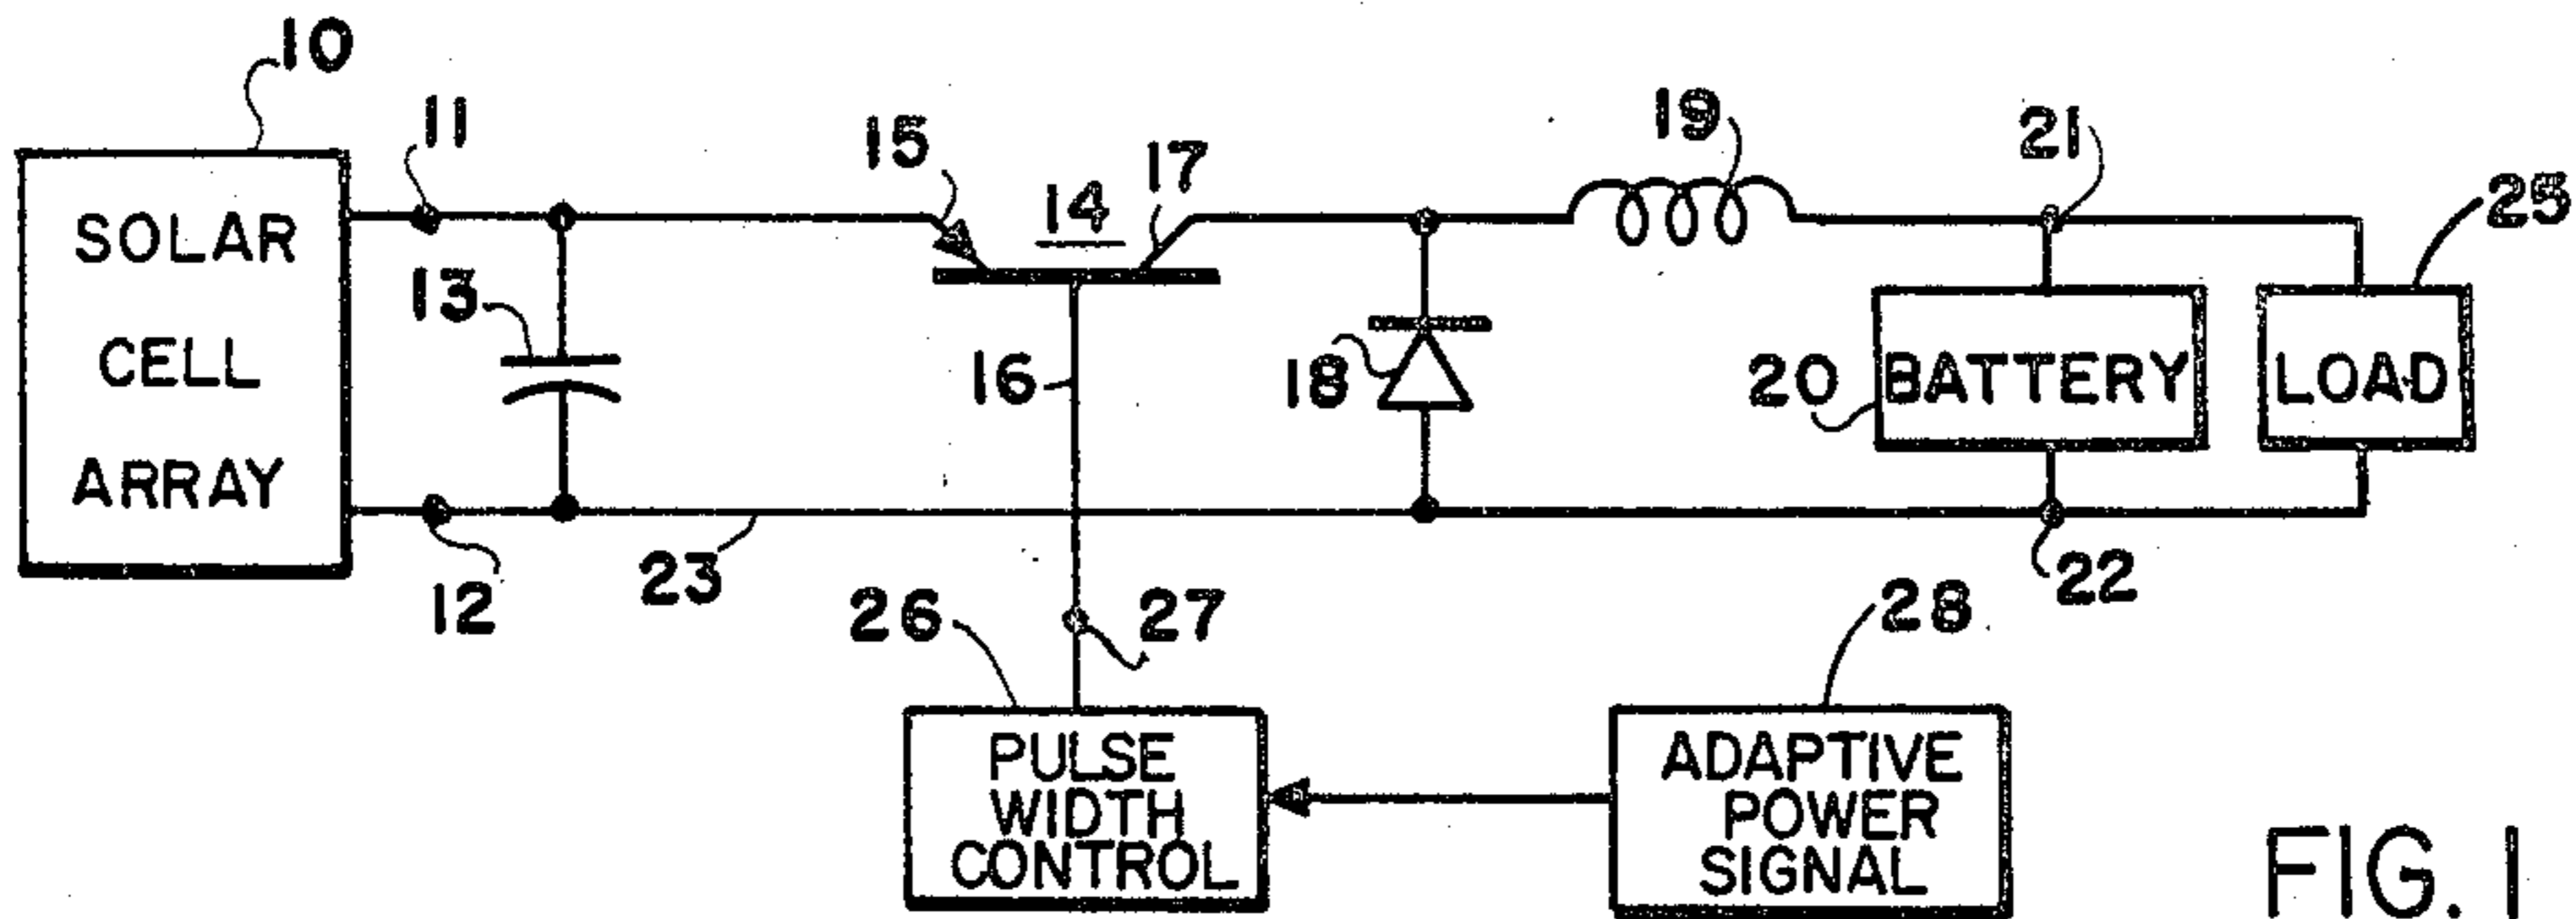 10
11
15
14
17
19
21
25
SOLAR
CELL
ARRAY
13
16
18
20
BATTERY
LOAD
12
23
26
27
22
28
PULSE
WIDTH
CONTROL
ADAPTIVE
POWER
SIGNAL
FIG. 1